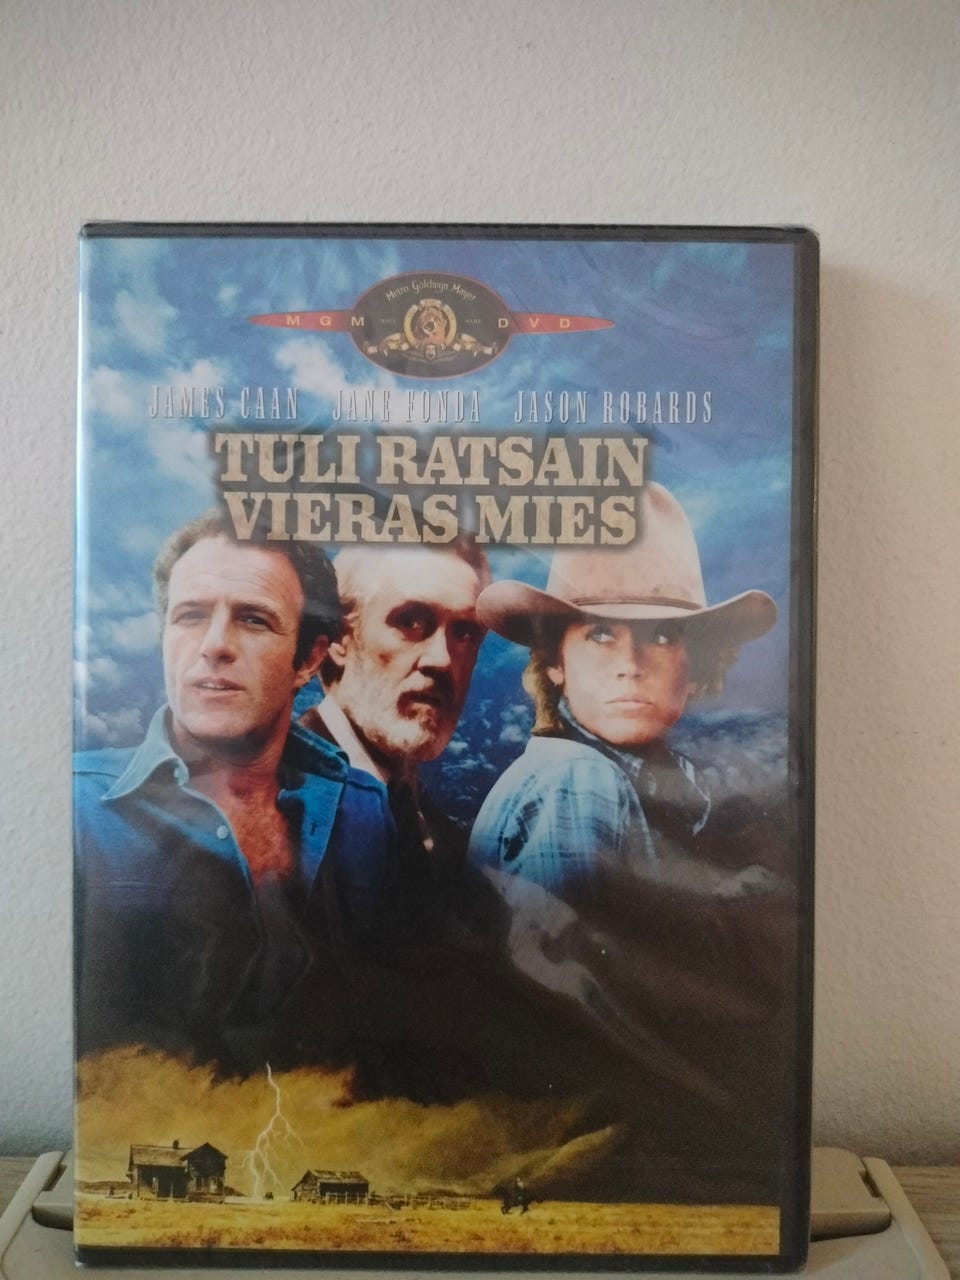 Metro Goldwyn Mayer
MGM DVD
JAMES CAAN JANE FONDA JASON ROBARDS
TULI RATSAIN
VIERAS MIES